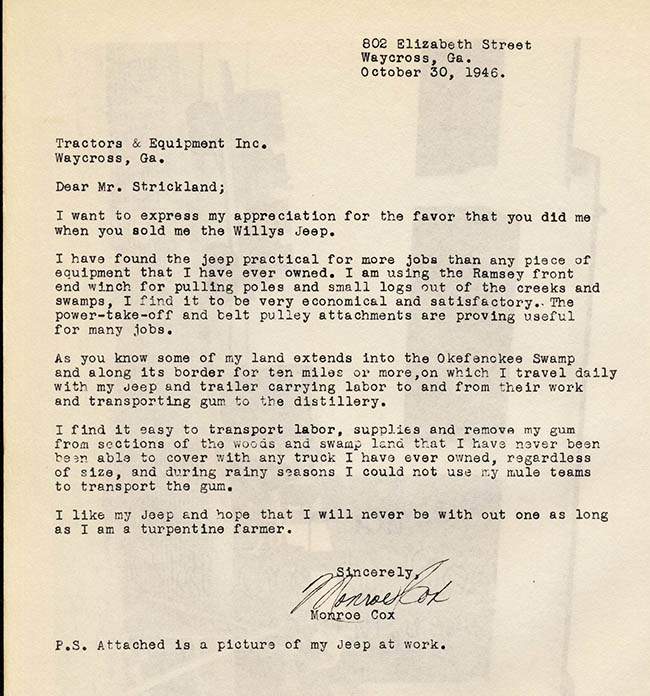 802 Elizabeth Street
Waycross, Ga.
October 30, 1946.
Tractors & Equipment Inc.
Waycross, Ga.
Dear Mr. Strickland;
I want to express my appreciation for the favor that you did me
when you sold me the Willys Jeep.
I have found the jeep practical for more jobs than any piece of
equipment that I have ever owned. I am using the Ramsey front
end winch for pulling poles and small logs out of the creeks and
swamps, I find it to be very economical and satisfactory.. The
power-take-off and belt pulley attachments are proving useful
for many jobs.
As you know some of my land extends into the Okefenokee Swamp
and along its border for ten miles or more,on which I travel daily
with my Jeep and trailer carrying labor to and from their work
and transporting gum to the distillery.
I find it easy to transport labor, supplies and remove my gum
from sections of the woods and swamp land that I have never been
been able to cover with any truck I have ever owned, regardless
of size, and during rainy seasons I could not use my mule teams
to transport the gum.
I like my Jeep and hope that I will never be with out one as long
as I am a turpentine farmer.
Sincerely,
Monroe Cox
Monroe Cox
P.S. Attached is a picture of my Jeep at work.